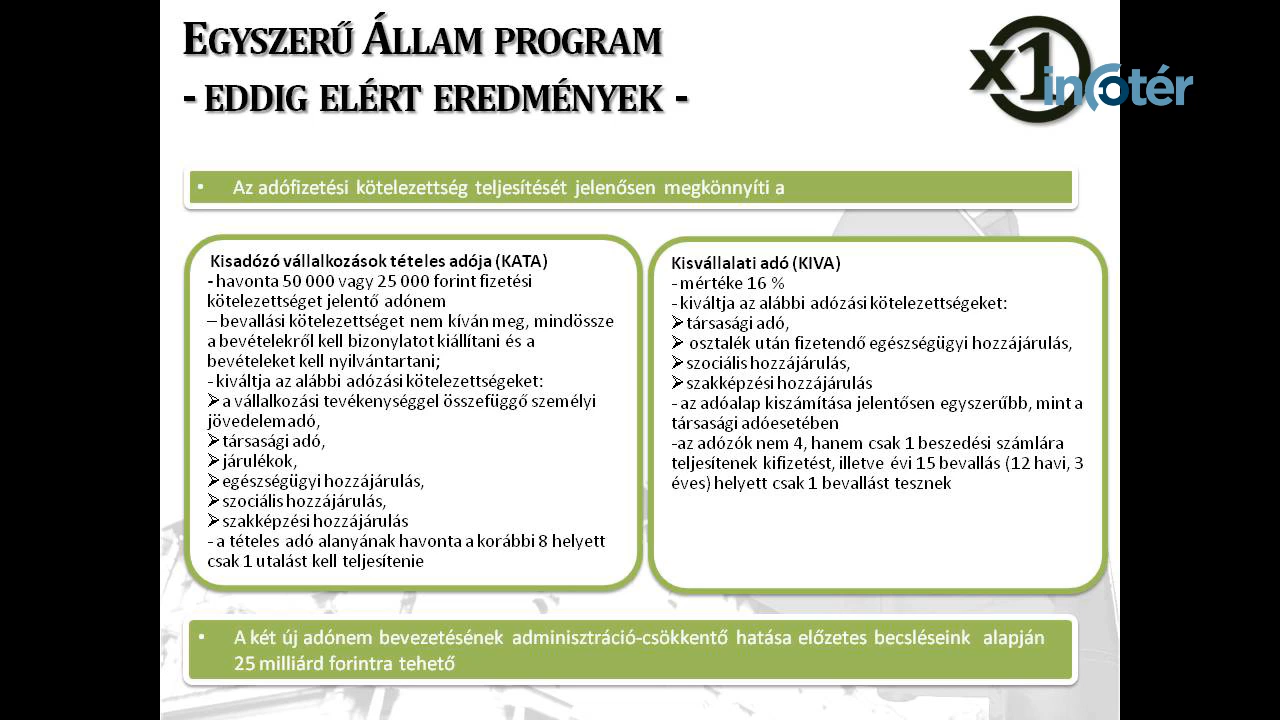 EGYSZERŰ ÁLLAM PROGRAM
- EDDIG ELÉRT EREDMÉNYEK -
x1
infotér
• Az adófizetési kötelezettség teljesítését jelenősen megkönnyíti a
Kisadózó vállalkozások tételes adója (KATA)
- havonta 50 000 vagy 25 000 forint fizetési
kötelezettséget jelentő adónem
– bevallási kötelezettséget nem kíván meg, mindössze
a bevételekről kell bizonylatot kiállítani és a
bevételeket kell nyilvántartani;
- kiváltja az alábbi adózási kötelezettségeket:
➢a vállalkozási tevékenységgel összefüggő személyi
jövedelemadó,
➢társasági adó,
➢járulékok,
➢egészségügyi hozzájárulás,
➢szociális hozzájárulás,
➢szakképzési hozzájárulás
- a tételes adó alanyának havonta a korábbi 8 helyett
csak 1 utalást kell teljesítenie
Kisvállalati adó (KIVA)
- mértéke 16 %
- kiváltja az alábbi adózási kötelezettségeket:
➢társasági adó,
➢ osztalék után fizetendő egészségügyi hozzájárulás,
➢szociális hozzájárulás,
➢szakképzési hozzájárulás
- az adóalap kiszámítása jelentősen egyszerűbb, mint a
társasági adóesetében
-az adózók nem 4, hanem csak 1 beszedési számlára
teljesítenek kifizetést, illetve évi 15 bevallás (12 havi, 3
éves) helyett csak 1 bevallást tesznek
• A két új adónem bevezetésének adminisztráció-csökkentő hatása előzetes becsléseink alapján
25 milliárd forintra tehető